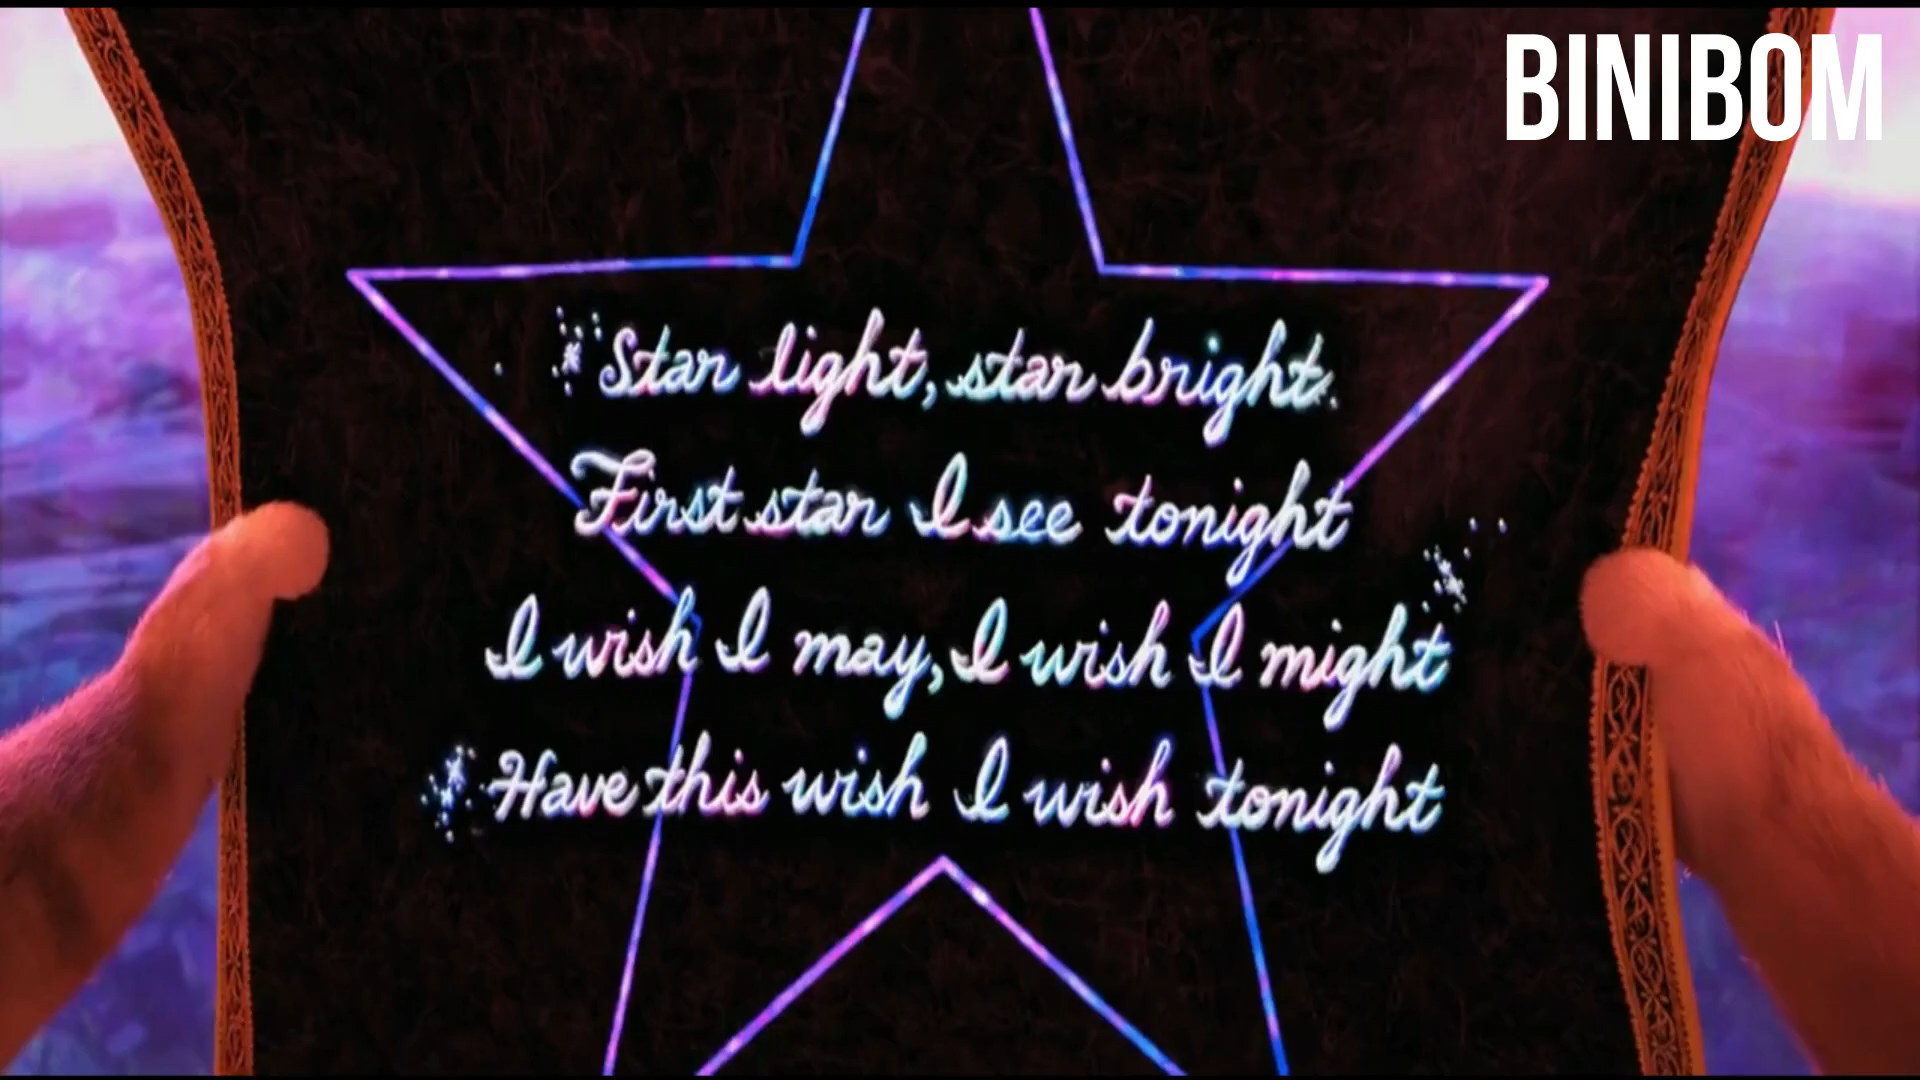 BINIBOM
Star light, star bright.
First star I see tonight
I wish I may, I wish I might
Have this wish I wish tonight